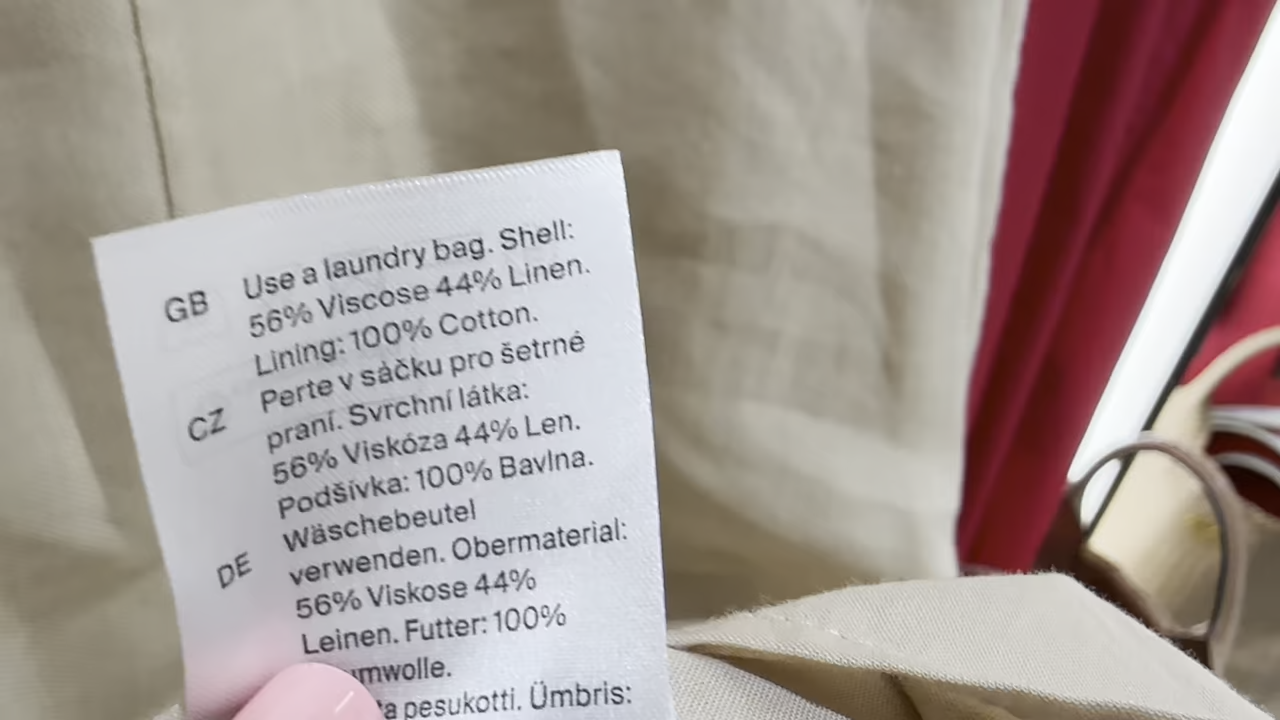 GB Use a laundry bag. Shell:
56% Viscose 44% Linen.
Lining: 100% Cotton.
CZ Perte v sáčku pro šetrné
praní. Svrchní látka:
56% Viskóza 44% Len.
Podšívka: 100% Bavlna.
DE Wäschebeutel
verwenden. Obermaterial:
56% Viskose 44%
Leinen. Futter: 100%
umwolle.
pesukotti. Ümbris: